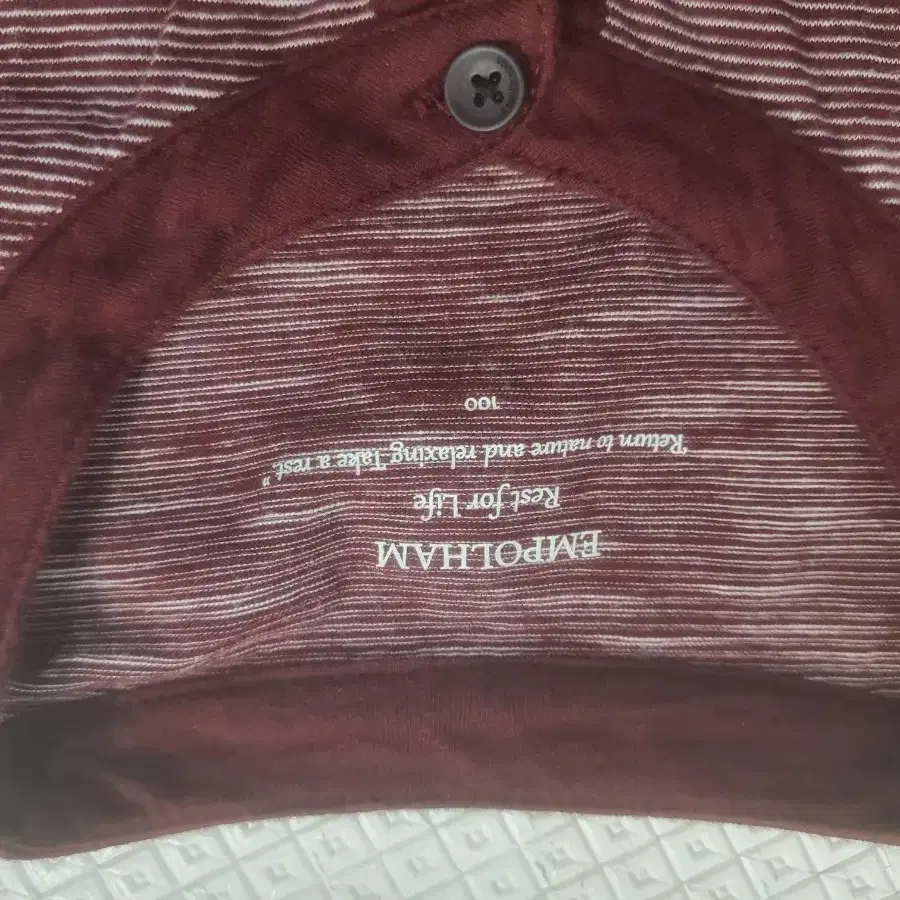 EMPOLHAM
Rest for Life
"Return to nature and relaxing Take a rest."
100